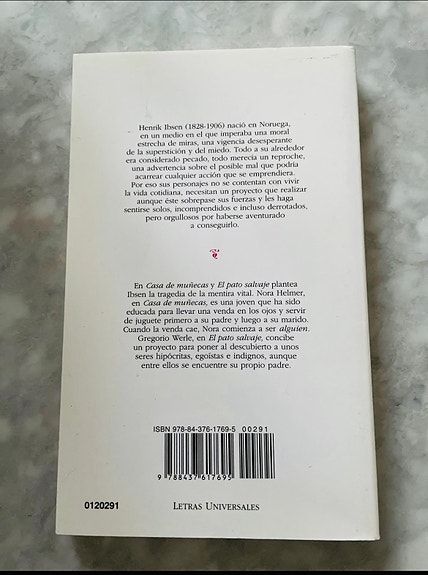 Henrik Ibsen (1828-1906) nació en Noruega,
en un medio en el que imperaba una moral
estrecha de miras, una vigencia desesperante
de la superstición y del miedo. Todo a su alrededor
era considerado pecado, todo merecía un reproche,
una advertencia sobre el posible mal que podría
acarrear cualquier acción que se emprendiera.
Por eso sus personajes no se contentan con vivir
la vida cotidiana, necesitan un proyecto que realizar
aunque éste sobrepase sus fuerzas y les haga
sentirse solos, incomprendidos e incluso derrotados,
pero orgullosos por haberse aventurado
a conseguirlo.
En Casa de muñecas y El pato salvaje plantea
Ibsen la tragedia de la mentira vital. Nora Helmer,
en Casa de muñecas, es una joven que ha sido
educada para llevar una venda en los ojos y servir
de juguete primero a su padre y luego a su marido.
Cuando la venda cae, Nora comienza a ser alguien.
Gregorio Werle, en El pato salvaje, concibe
un proyecto para poner al descubierto a unos
seres hipócritas, egoístas e indignos, aunque
entre ellos se encuentre su propio padre.
ISBN 978-84-376-1769-5
00291
9 788437 617695
0120291
LETRAS UNIVERSALES